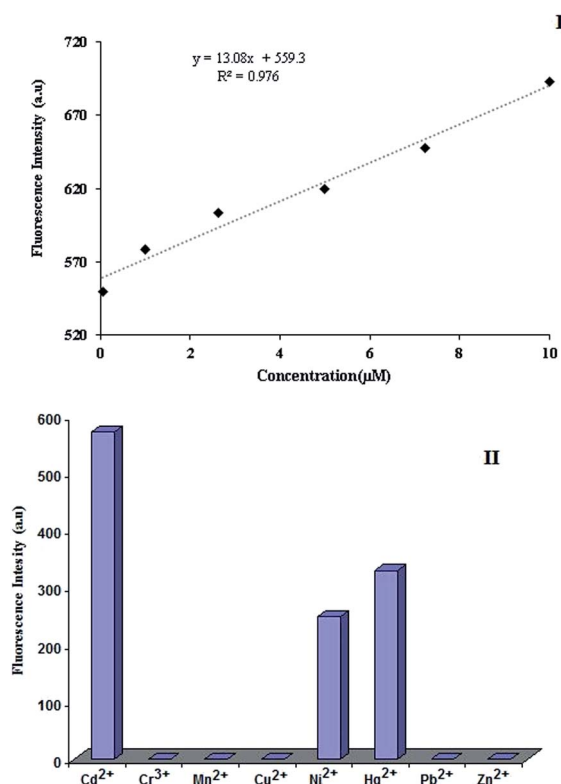 I
y = 13.08x + 559.3
R² = 0.976
720
670
620
570
520
Fluorescence Intensity (a.u)
0 2 4 6 8 10
Concentration(µM)
II
600
500
400
300
200
100
0
Fluorescence Intesity (a.u)
Cd2+ Cr3+ Mn2+ Cu2+ Ni2+ Hg2+ Pb2+ Zn2+